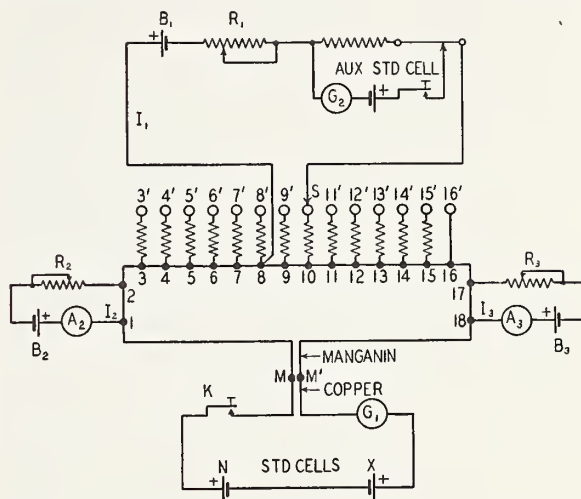 B₁
+
R₁
AUX STD CELL
G₂
+
I₁
S
3' 4' 5' 6' 7' 8' 9' 11' 12' 13' 14' 15' 16'
3 4 5 6 7 8 9 10 11 12 13 14 15 16
R₂
2
17
R₃
+
A₂
I₂
1
18
I₃
A₃
+
B₂
B₃
MANGANIN
M M'
COPPER
K
G₁
N STD CELLS X
+ +